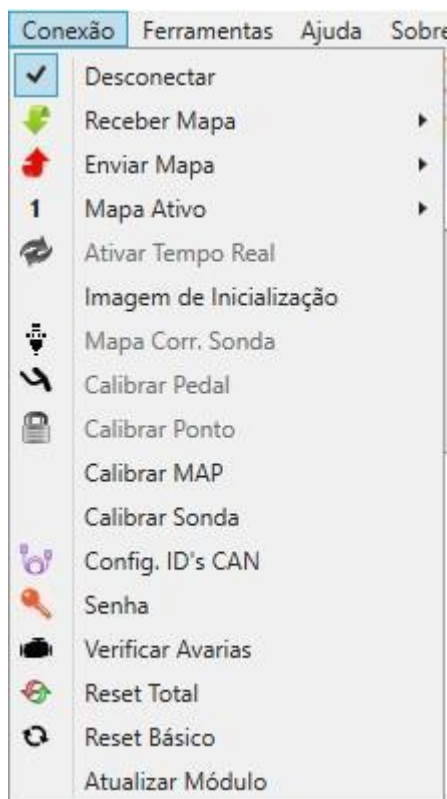 Conexão Ferramentas Ajuda Sobre
Desconectar
Receber Mapa
Enviar Mapa
1 Mapa Ativo
Ativar Tempo Real
Imagem de Inicialização
Mapa Corr. Sonda
Calibrar Pedal
Calibrar Ponto
Calibrar MAP
Calibrar Sonda
Config. ID's CAN
Senha
Verificar Avarias
Reset Total
Reset Básico
Atualizar Módulo